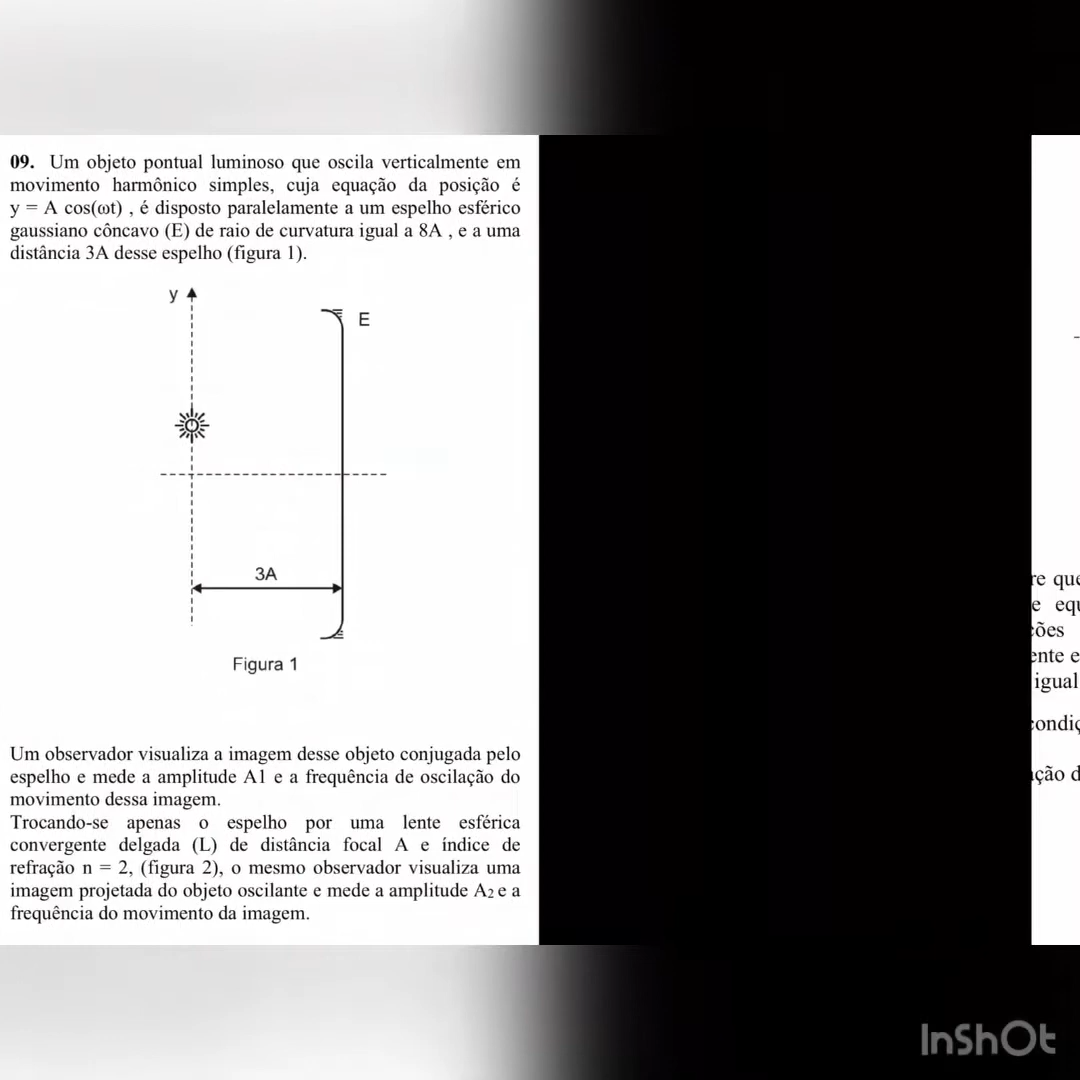 09. Um objeto pontual luminoso que oscila verticalmente em
movimento harmônico simples, cuja equação da posição é
y = A cos(ωt) , é disposto paralelamente a um espelho esférico
gaussiano côncavo (E) de raio de curvatura igual a 8A , e a uma
distância 3A desse espelho (figura 1).
y
E
3A
Figura 1
Um observador visualiza a imagem desse objeto conjugada pelo
espelho e mede a amplitude A1 e a frequência de oscilação do
movimento dessa imagem.
Trocando-se apenas o espelho por uma lente esférica
convergente delgada (L) de distância focal A e índice de
refração n = 2, (figura 2), o mesmo observador visualiza uma
imagem projetada do objeto oscilante e mede a amplitude A2 e a
frequência do movimento da imagem.
igual
InShOt